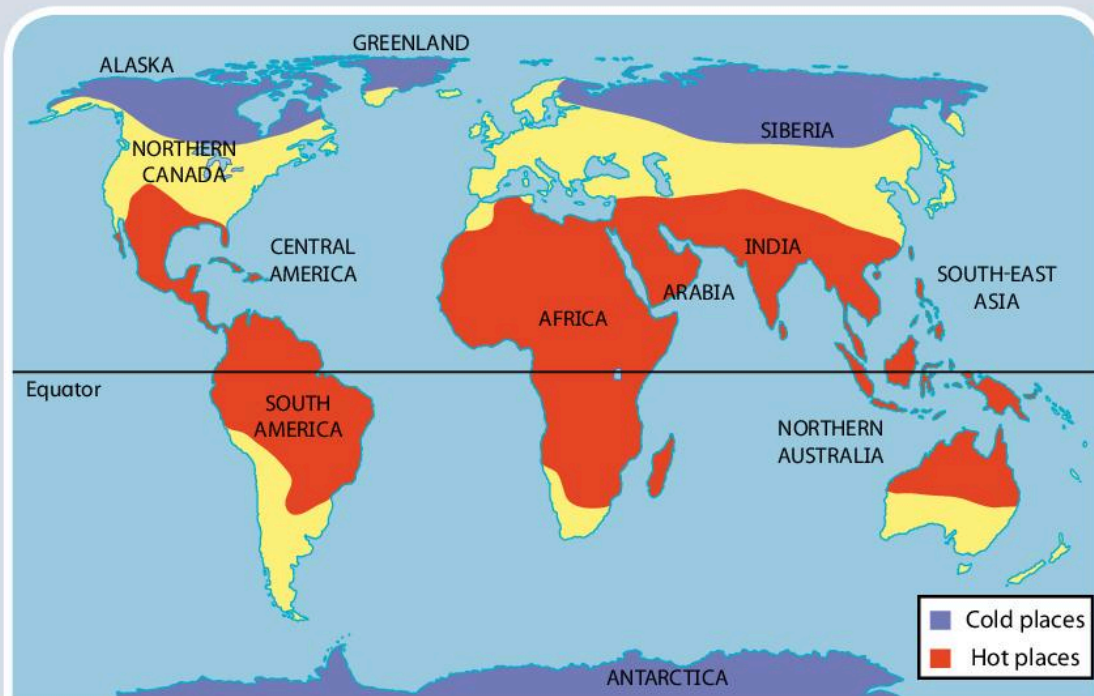 GREENLAND
ALASKA
SIBERIA
NORTHERN
CANADA
CENTRAL
AMERICA
INDIA
SOUTH-EAST
ASIA
ARABIA
AFRICA
Equator
SOUTH
AMERICA
NORTHERN
AUSTRALIA
Cold places
Hot places
ANTARCTICA